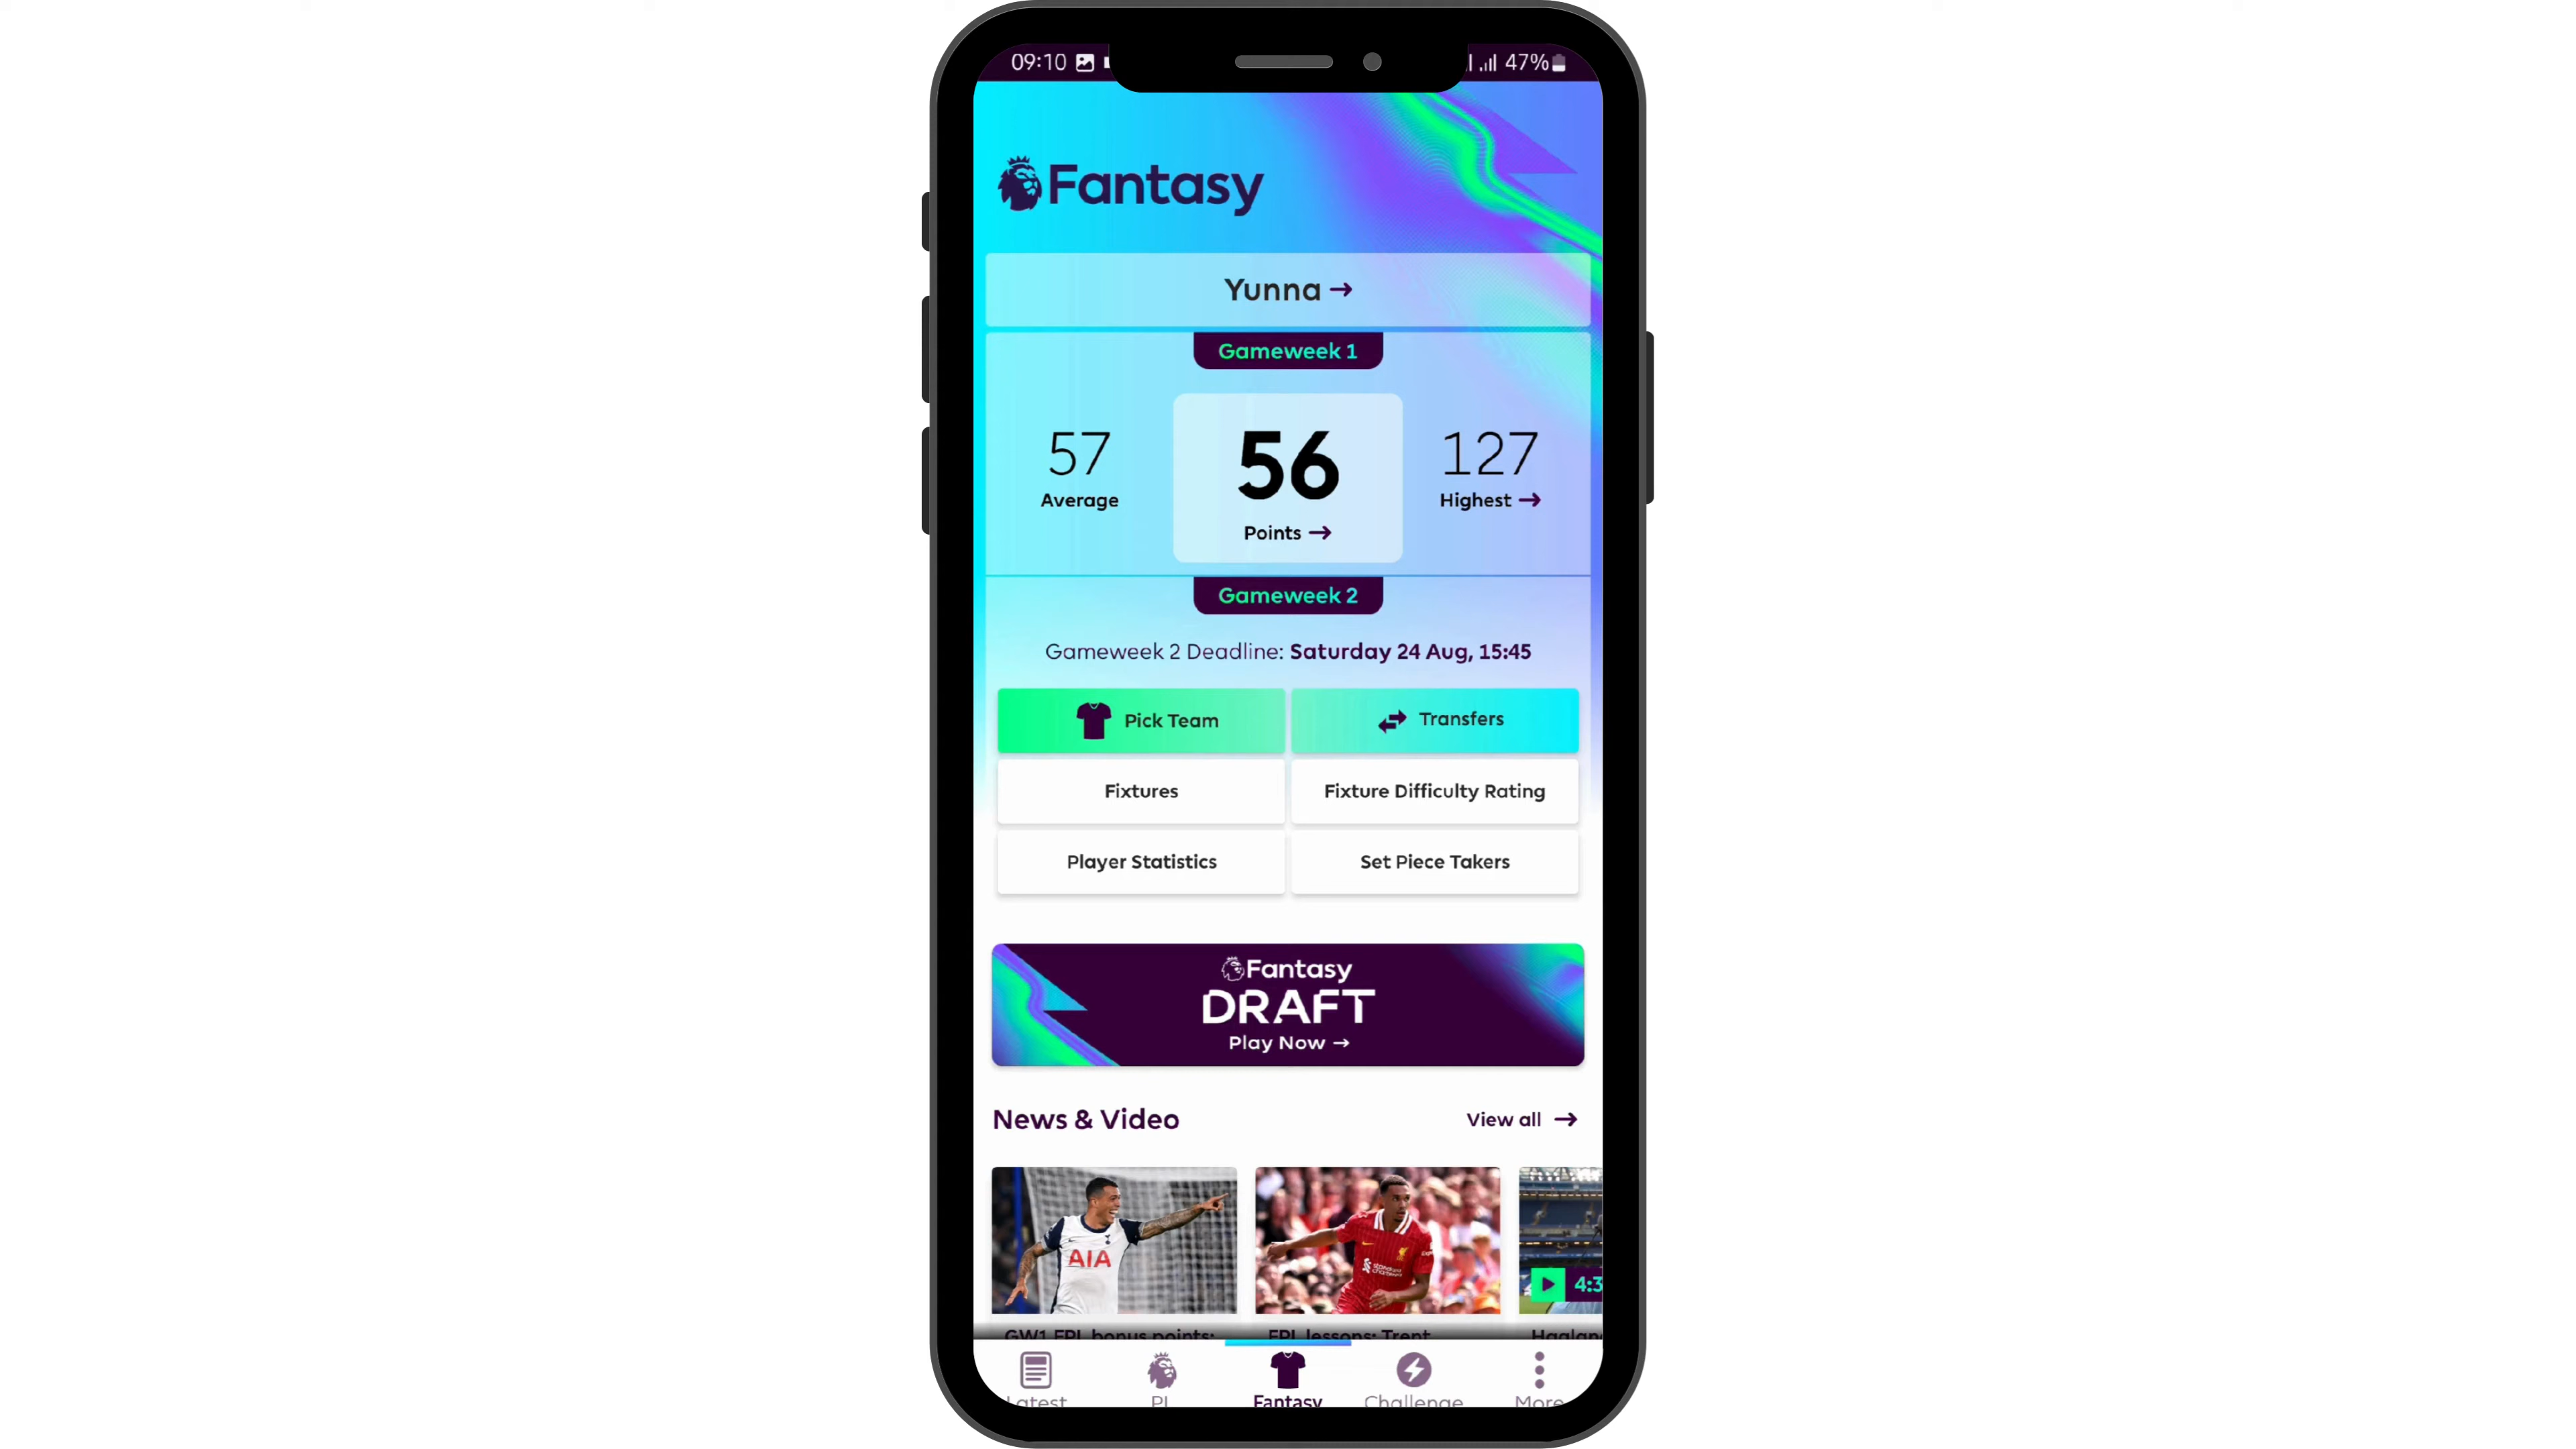 09:10 47%
Fantasy
Yunna →
Gameweek 1
57
Average
56
Points →
127
Highest →
Gameweek 2
Gameweek 2 Deadline: Saturday 24 Aug, 15:45
Pick Team
Transfers
Fixtures
Fixture Difficulty Rating
Player Statistics
Set Piece Takers
Fantasy
DRAFT
Play Now →
News & Video
View all →
AIA
4:3
GW1 FPL bonus points:
FPL lessons: Trent
Latest
PL
Fantasy
Challenge
More